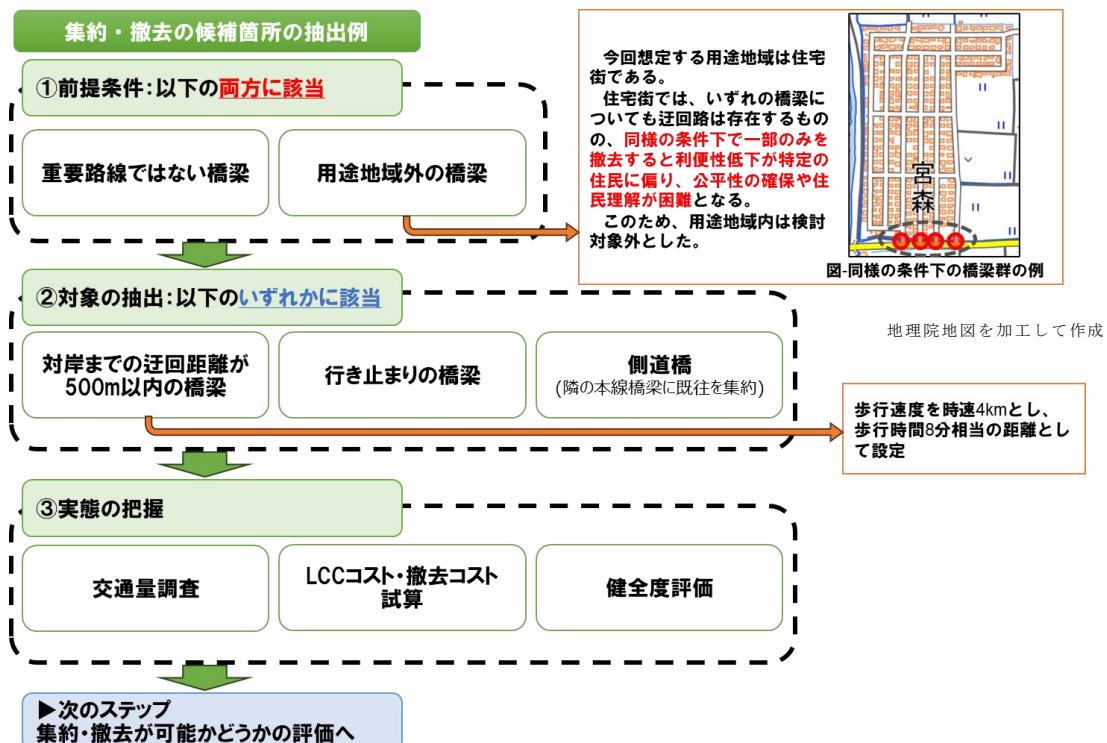 集約・撤去の候補箇所の抽出例
①前提条件:以下の両方に該当
重要路線ではない橋梁
用途地域外の橋梁
今回想定する用途地域は住宅
街である。
住宅街では、いずれの橋梁に
ついても迂回路は存在するもの
の、同様の条件下で一部のみを
撤去すると利便性低下が特定の
住民に偏り、公平性の確保や住
民理解が困難となる。
このため、用途地域内は検討
対象外とした。
宮森
図-同様の条件下の橋梁群の例
地理院地図を加工して作成
②対象の抽出:以下のいずれかに該当
対岸までの迂回距離が
500m以内の橋梁
行き止まりの橋梁
側道橋
(隣の本線橋梁に既往を集約)
歩行速度を時速4kmとし、
歩行時間8分相当の距離とし
て設定
③実態の把握
交通量調査
LCCコスト・撤去コスト
試算
健全度評価
▶次のステップ
集約・撤去が可能かどうかの評価へ